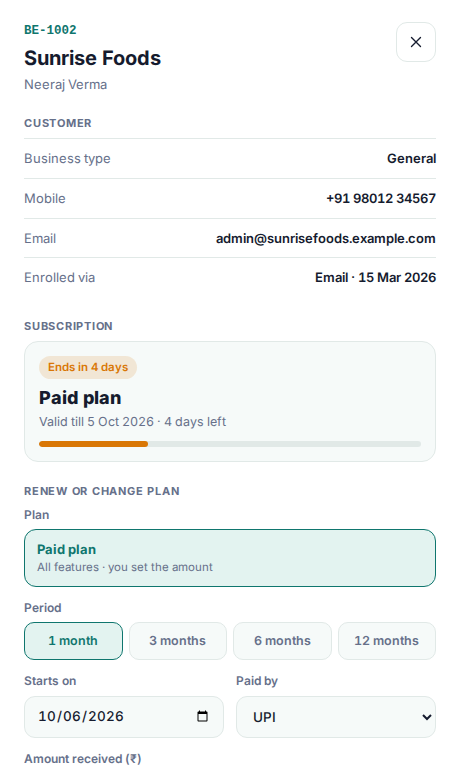 BE-1002
Sunrise Foods
Neeraj Verma
CUSTOMER
Business type General
Mobile +91 98012 34567
Email admin@sunrisefoods.example.com
Enrolled via Email · 15 Mar 2026
SUBSCRIPTION
Ends in 4 days
Paid plan
Valid till 5 Oct 2026 · 4 days left
RENEW OR CHANGE PLAN
Plan
Paid plan
All features · you set the amount
Period
1 month 3 months 6 months 12 months
Starts on Paid by
10/06/2026 UPI
Amount received (₹)